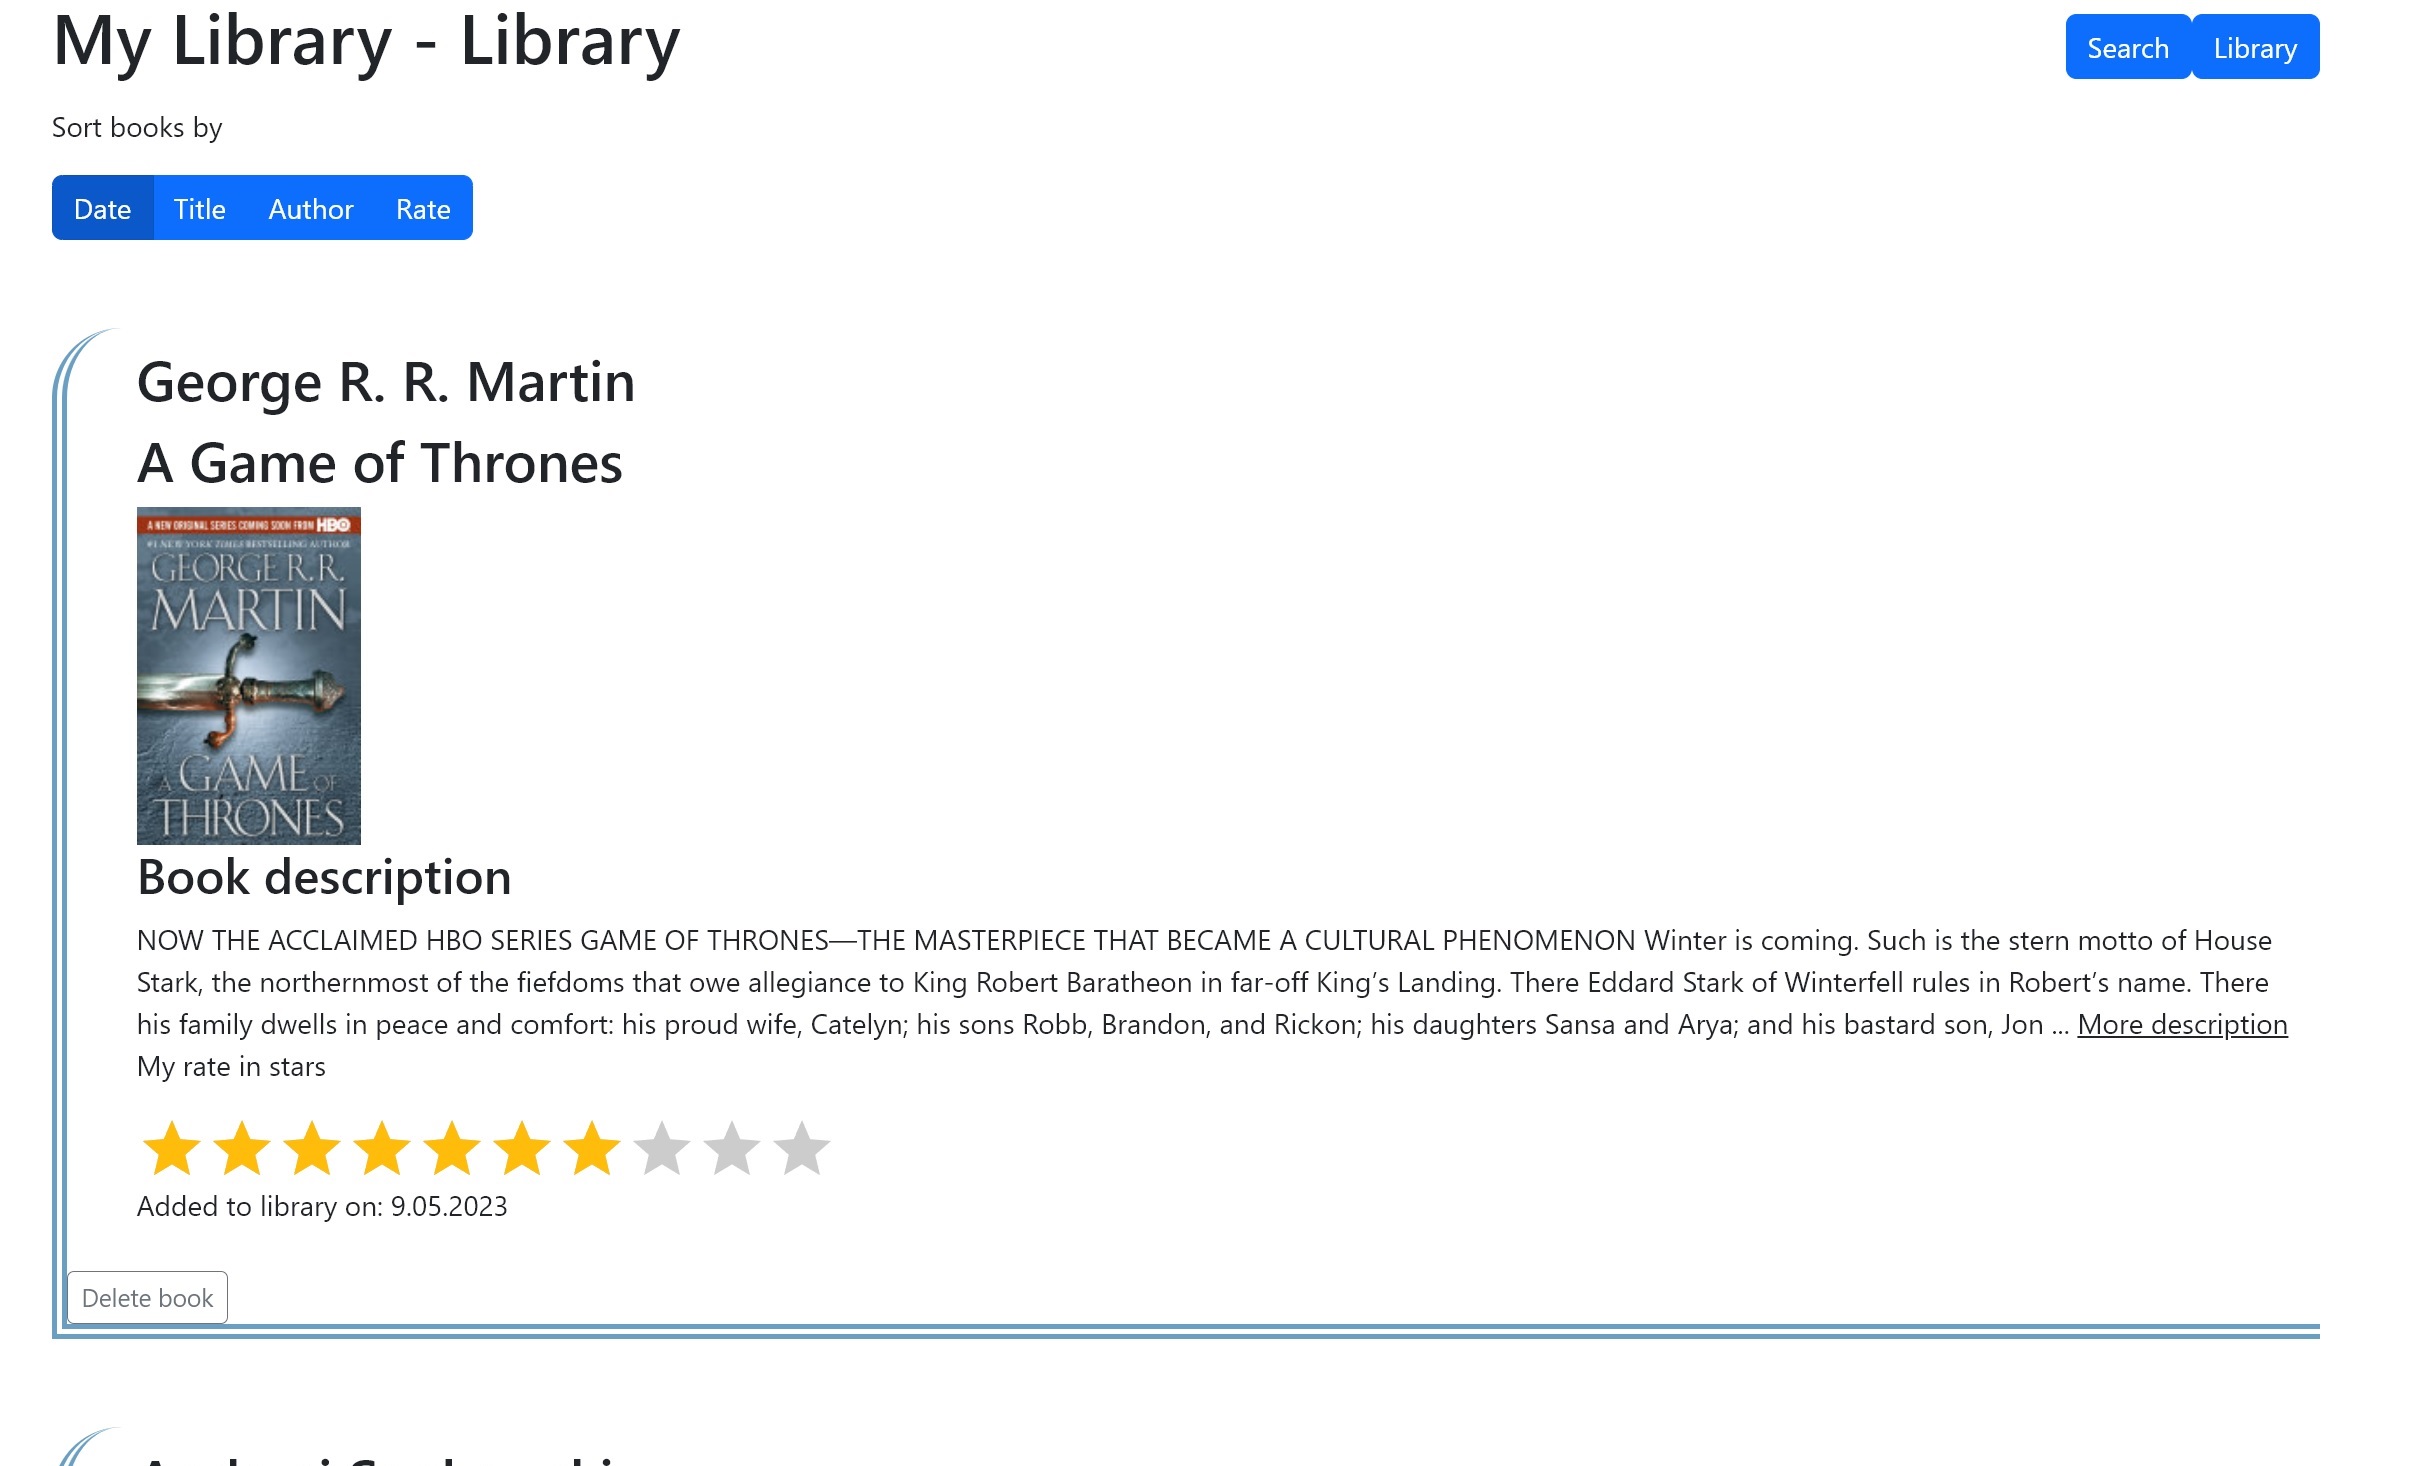 My Library - Library
Search
Library
Sort books by
Date
Title
Author
Rate
George R. R. Martin
A Game of Thrones
A NEW ORIGINAL SERIES COMING SOON FROM HBO
#1 NEW YORK TIMES BESTSELLING AUTHOR
GEORGE R.R.
MARTIN
A GAME OF
THRONES
Book description
NOW THE ACCLAIMED HBO SERIES GAME OF THRONES—THE MASTERPIECE THAT BECAME A CULTURAL PHENOMENON Winter is coming. Such is the stern motto of House
Stark, the northernmost of the fiefdoms that owe allegiance to King Robert Baratheon in far-off King’s Landing. There Eddard Stark of Winterfell rules in Robert’s name. There
his family dwells in peace and comfort: his proud wife, Catelyn; his sons Robb, Brandon, and Rickon; his daughters Sansa and Arya; and his bastard son, Jon ... More description
My rate in stars
Added to library on: 9.05.2023
Delete book